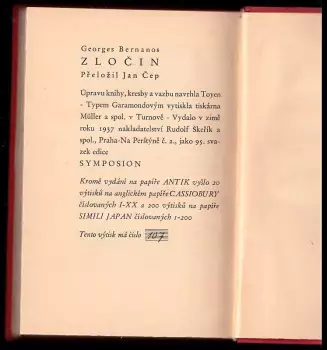 Georges Bernanos
ZLOČIN
Přeložil Jan Čep
Úpravu knihy, kresby a vazbu navrhla Toyen
- Typem Garamondovým vytiskla tiskárna
Müller a spol. v Turnově - Vydalo v zimě
roku 1937 nakladatelství Rudolf Škeřík a
spol., Praha-Na Perštýně č. 2., jako 95. sva-
zek edice
SYMPOSION
Kromě vydání na papíře ANTIK vyšlo 20
výtisků na anglickém papíře CASSIOBURY
číslovaných I-XX a 200 výtisků na papíře
SIMILI JAPAN číslovaných 1-200
Tento výtisk má číslo 107